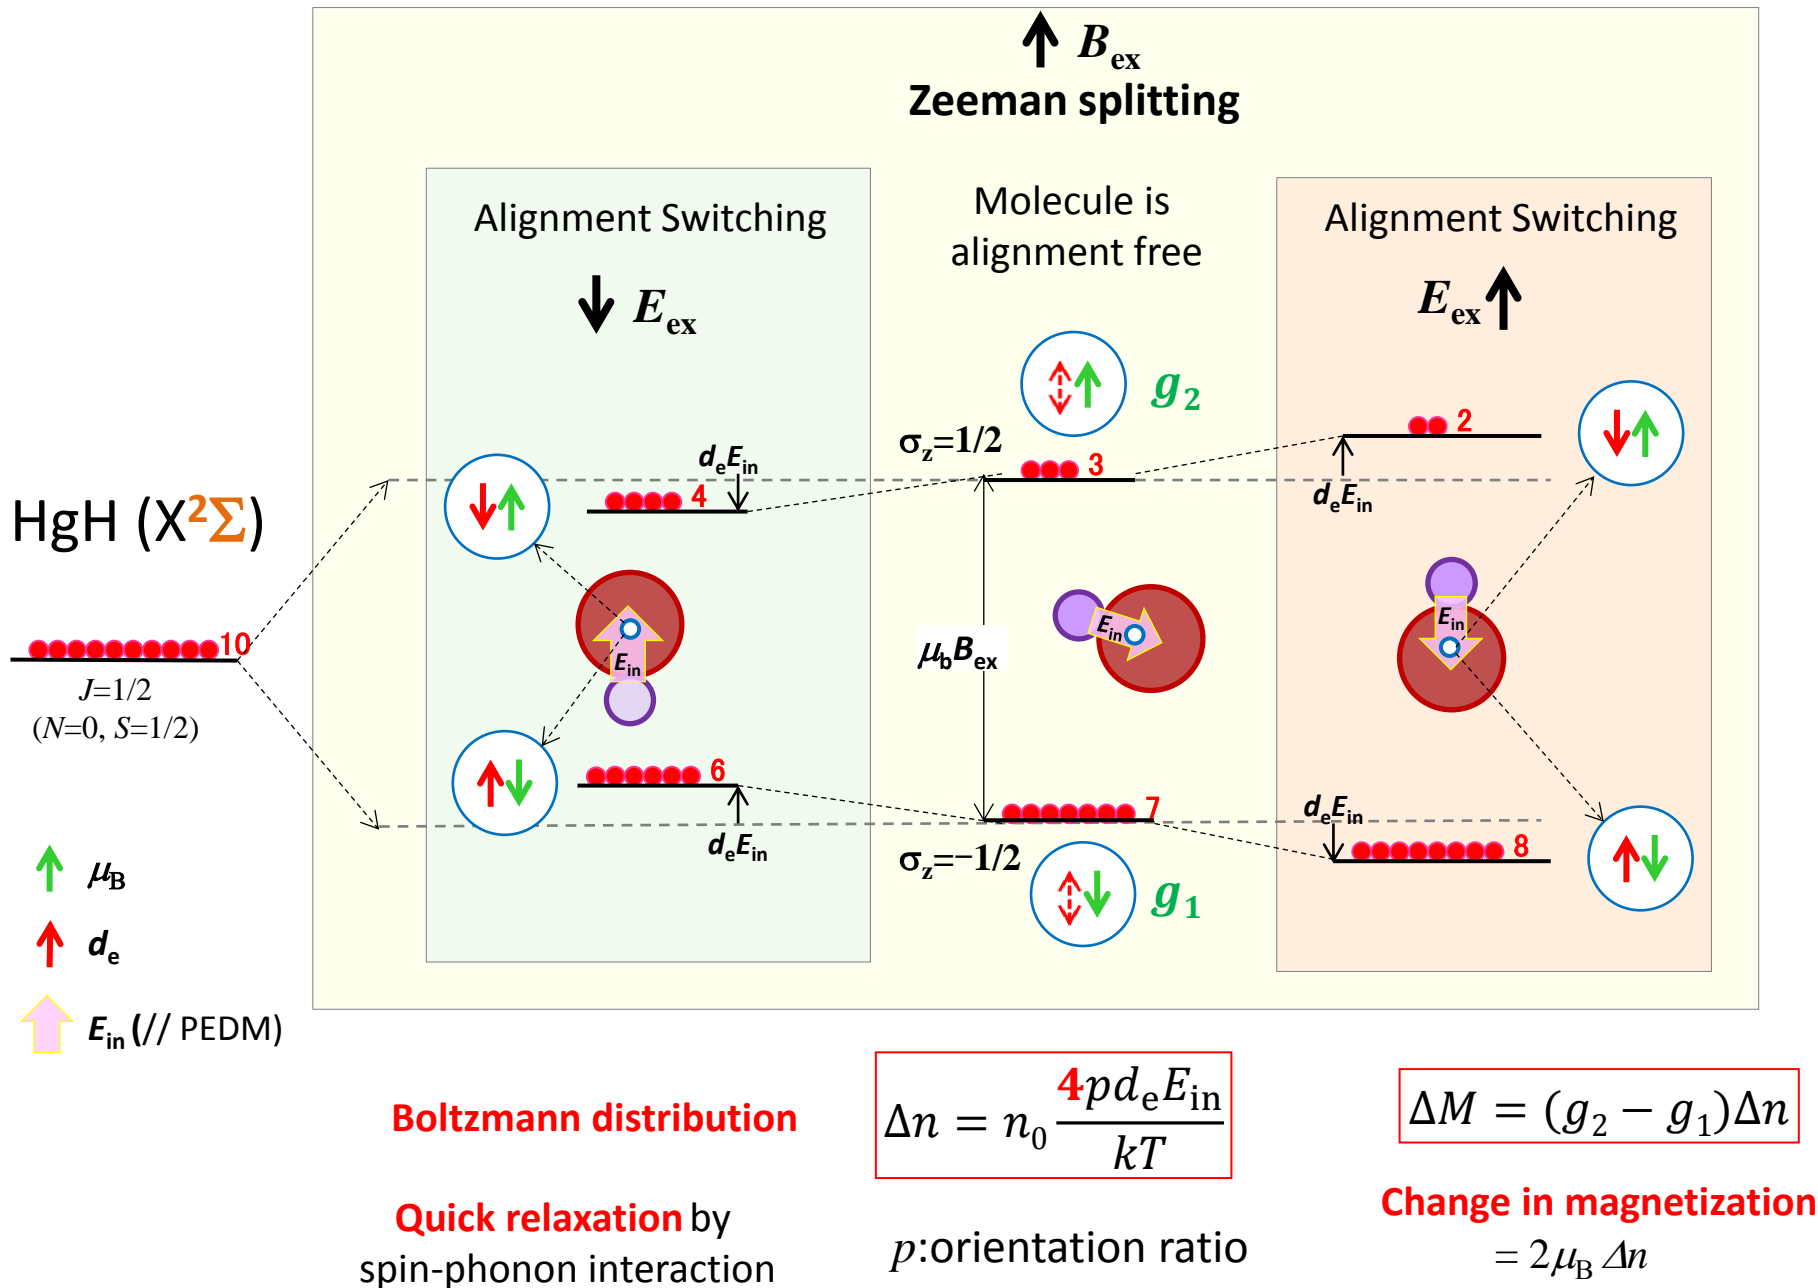 B_ex
Zeeman splitting
Alignment Switching
E_ex
Molecule is
alignment free
Alignment Switching
E_ex
g_2
σ_z=1/2
d_eE_in
4
3
2
d_eE_in
HgH (X²Σ)
10
J=1/2
(N=0, S=1/2)
E_in
E_in
E_in
μ_bB_ex
6
d_eE_in
7
σ_z=−1/2
d_eE_in
8
g_1
μ_B
d_e
E_in (// PEDM)
Boltzmann distribution
Quick relaxation by
spin-phonon interaction
Δn = n_0 4pd_eE_in / kT
p:orientation ratio
ΔM = (g_2 − g_1)Δn
Change in magnetization
= 2μ_B Δn